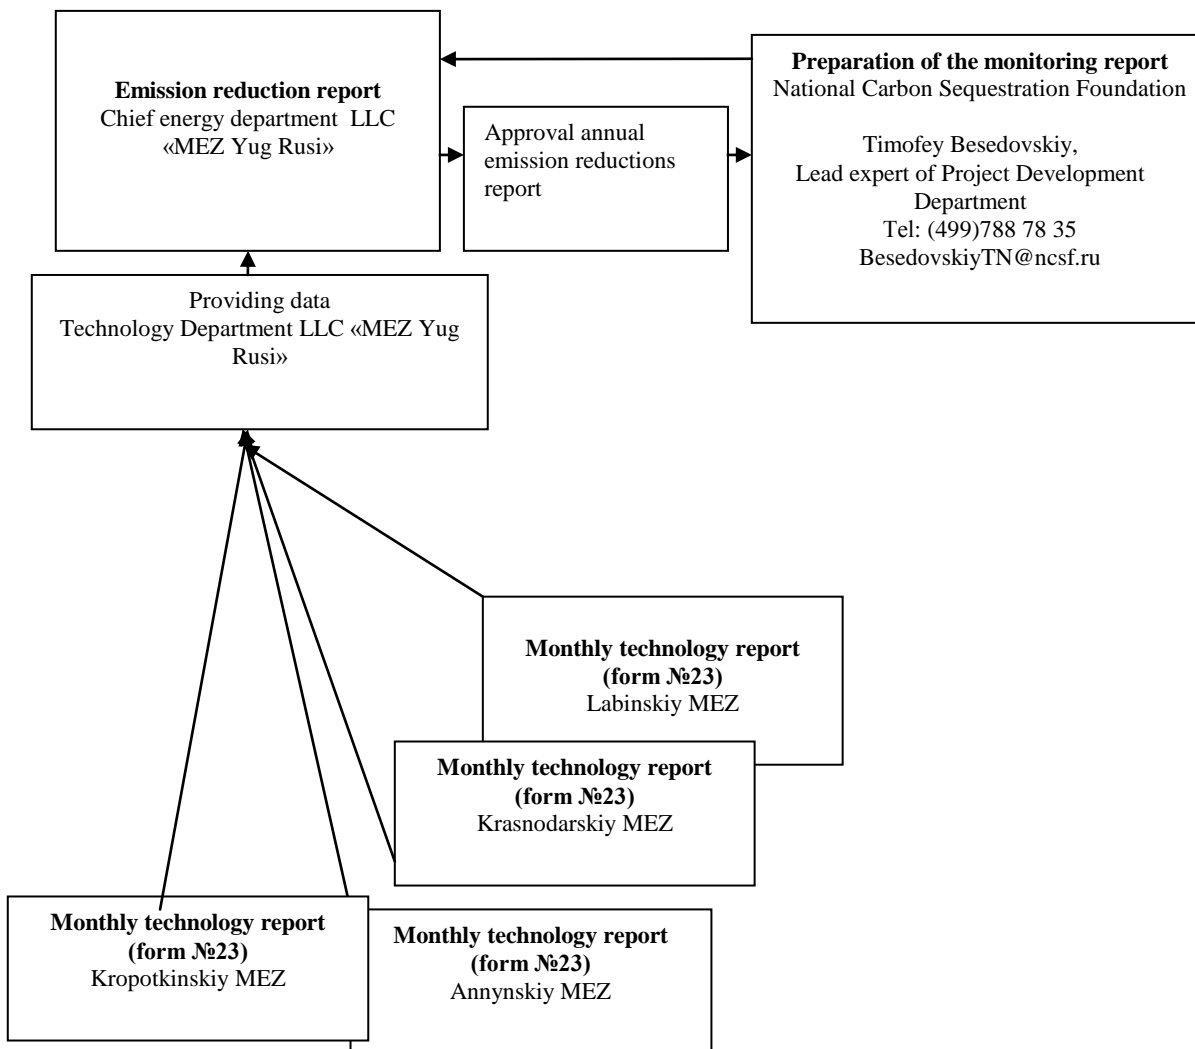 Emission reduction report
Chief energy department LLC
«MEZ Yug Rusi»
Approval annual
emission reductions
report
Preparation of the monitoring report
National Carbon Sequestration Foundation
Timofey Besedovskiy,
Lead expert of Project Development
Department
Tel: (499)788 78 35
BesedovskiyTN@ncsf.ru
Providing data
Technology Department LLC «MEZ Yug
Rusi»
Monthly technology report
(form №23)
Labinskiy MEZ
Monthly technology report
(form №23)
Krasnodarskiy MEZ
Monthly technology report
(form №23)
Kropotkinskiy MEZ
Monthly technology report
(form №23)
Annynskiy MEZ